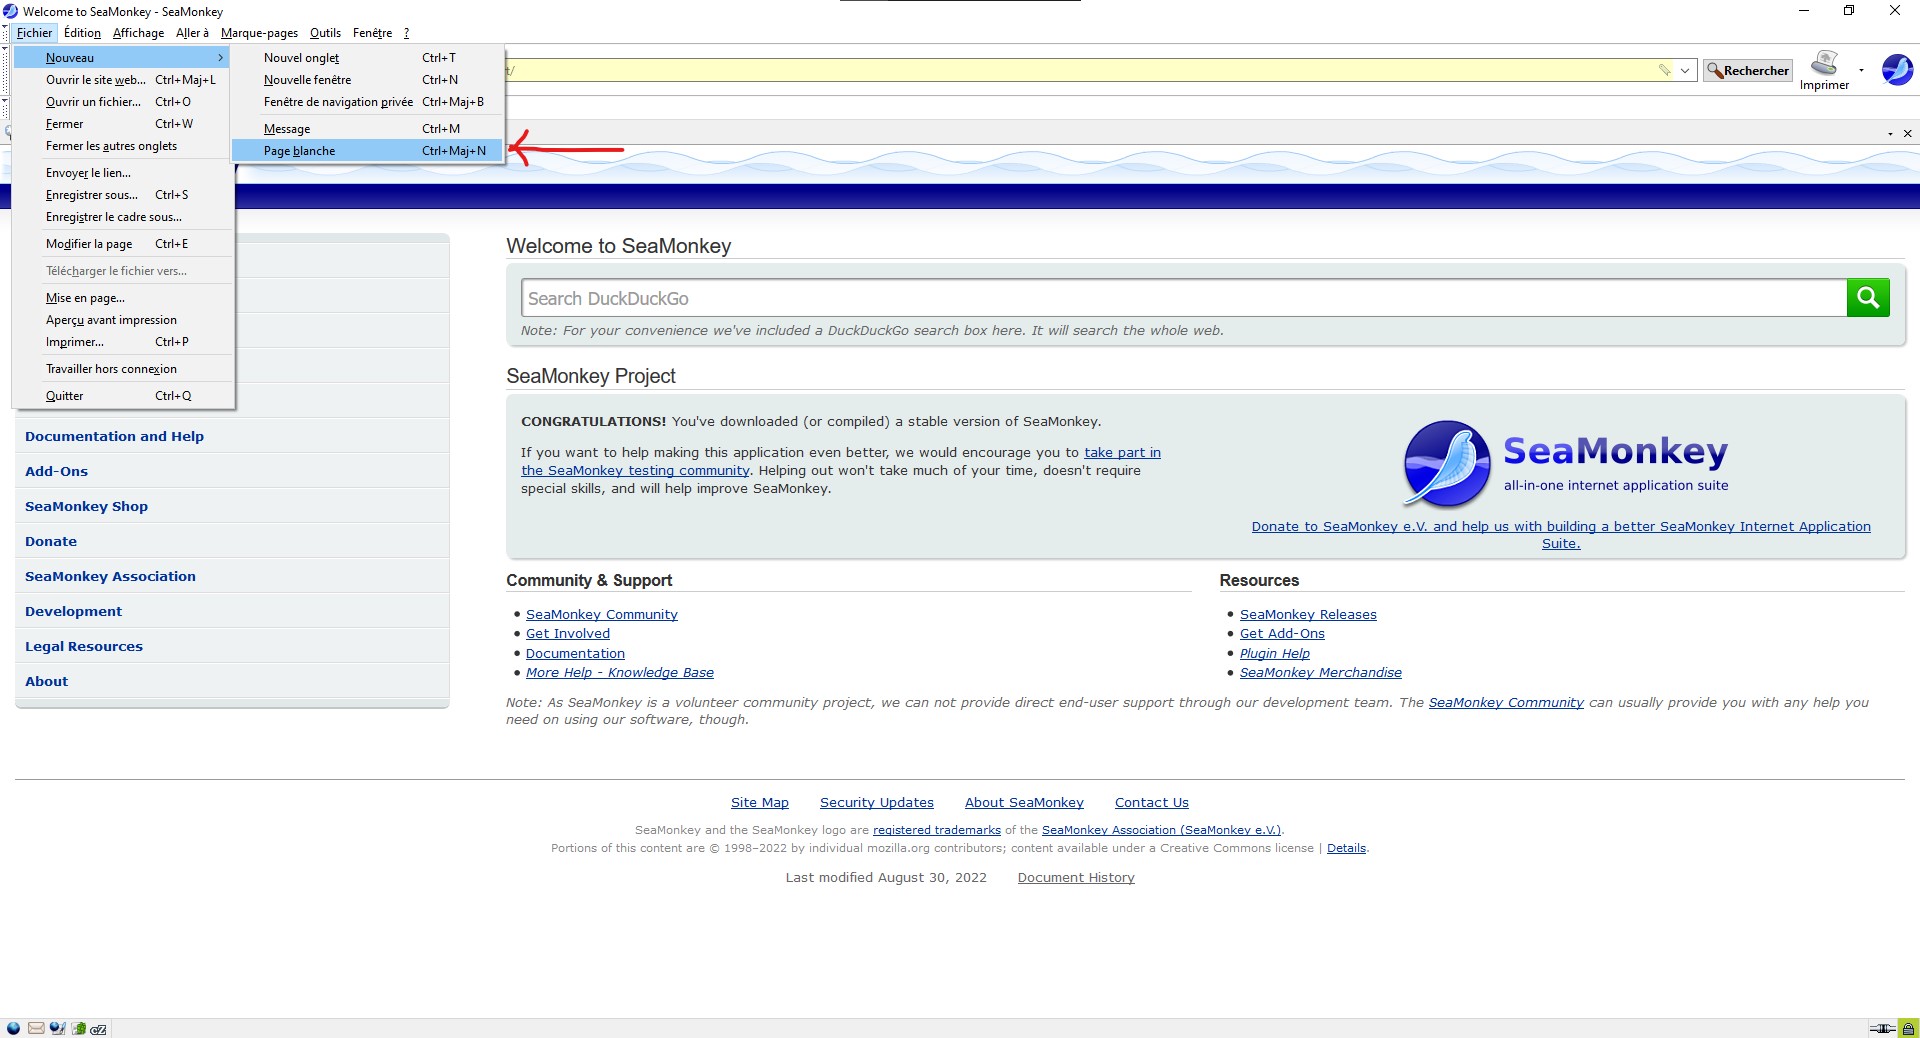 Welcome to SeaMonkey - SeaMonkey
Fichier Édition Affichage Aller à Marque-pages Outils Fenêtre ?
Nouveau
Ouvrir le site web... Ctrl+Maj+L
Ouvrir un fichier... Ctrl+O
Fermer Ctrl+W
Fermer les autres onglets
Envoyer le lien...
Enregistrer sous... Ctrl+S
Enregistrer le cadre sous...
Modifier la page Ctrl+E
Télécharger le fichier vers...
Mise en page...
Aperçu avant impression
Imprimer... Ctrl+P
Travailler hors connexion
Quitter Ctrl+Q
Nouvel onglet Ctrl+T
Nouvelle fenêtre Ctrl+N
Fenêtre de navigation privée Ctrl+Maj+B
Message Ctrl+M
Page blanche Ctrl+Maj+N
Rechercher
Imprimer
Documentation and Help
Add-Ons
SeaMonkey Shop
Donate
SeaMonkey Association
Development
Legal Resources
About
Welcome to SeaMonkey
Search DuckDuckGo
Note: For your convenience we've included a DuckDuckGo search box here. It will search the whole web.
SeaMonkey Project
CONGRATULATIONS! You've downloaded (or compiled) a stable version of SeaMonkey.
If you want to help making this application even better, we would encourage you to take part in
the SeaMonkey testing community. Helping out won't take much of your time, doesn't require
special skills, and will help improve SeaMonkey.
SeaMonkey
all-in-one internet application suite
Donate to SeaMonkey e.V. and help us with building a better SeaMonkey Internet Application
Suite.
Community & Support
SeaMonkey Community
Get Involved
Documentation
More Help - Knowledge Base
Resources
SeaMonkey Releases
Get Add-Ons
Plugin Help
SeaMonkey Merchandise
Note: As SeaMonkey is a volunteer community project, we can not provide direct end-user support through our development team. The SeaMonkey Community can usually provide you with any help you
need on using our software, though.
Site Map Security Updates About SeaMonkey Contact Us
SeaMonkey and the SeaMonkey logo are registered trademarks of the SeaMonkey Association (SeaMonkey e.V.).
Portions of this content are © 1998–2022 by individual mozilla.org contributors; content available under a Creative Commons license | Details.
Last modified August 30, 2022 Document History
cZ